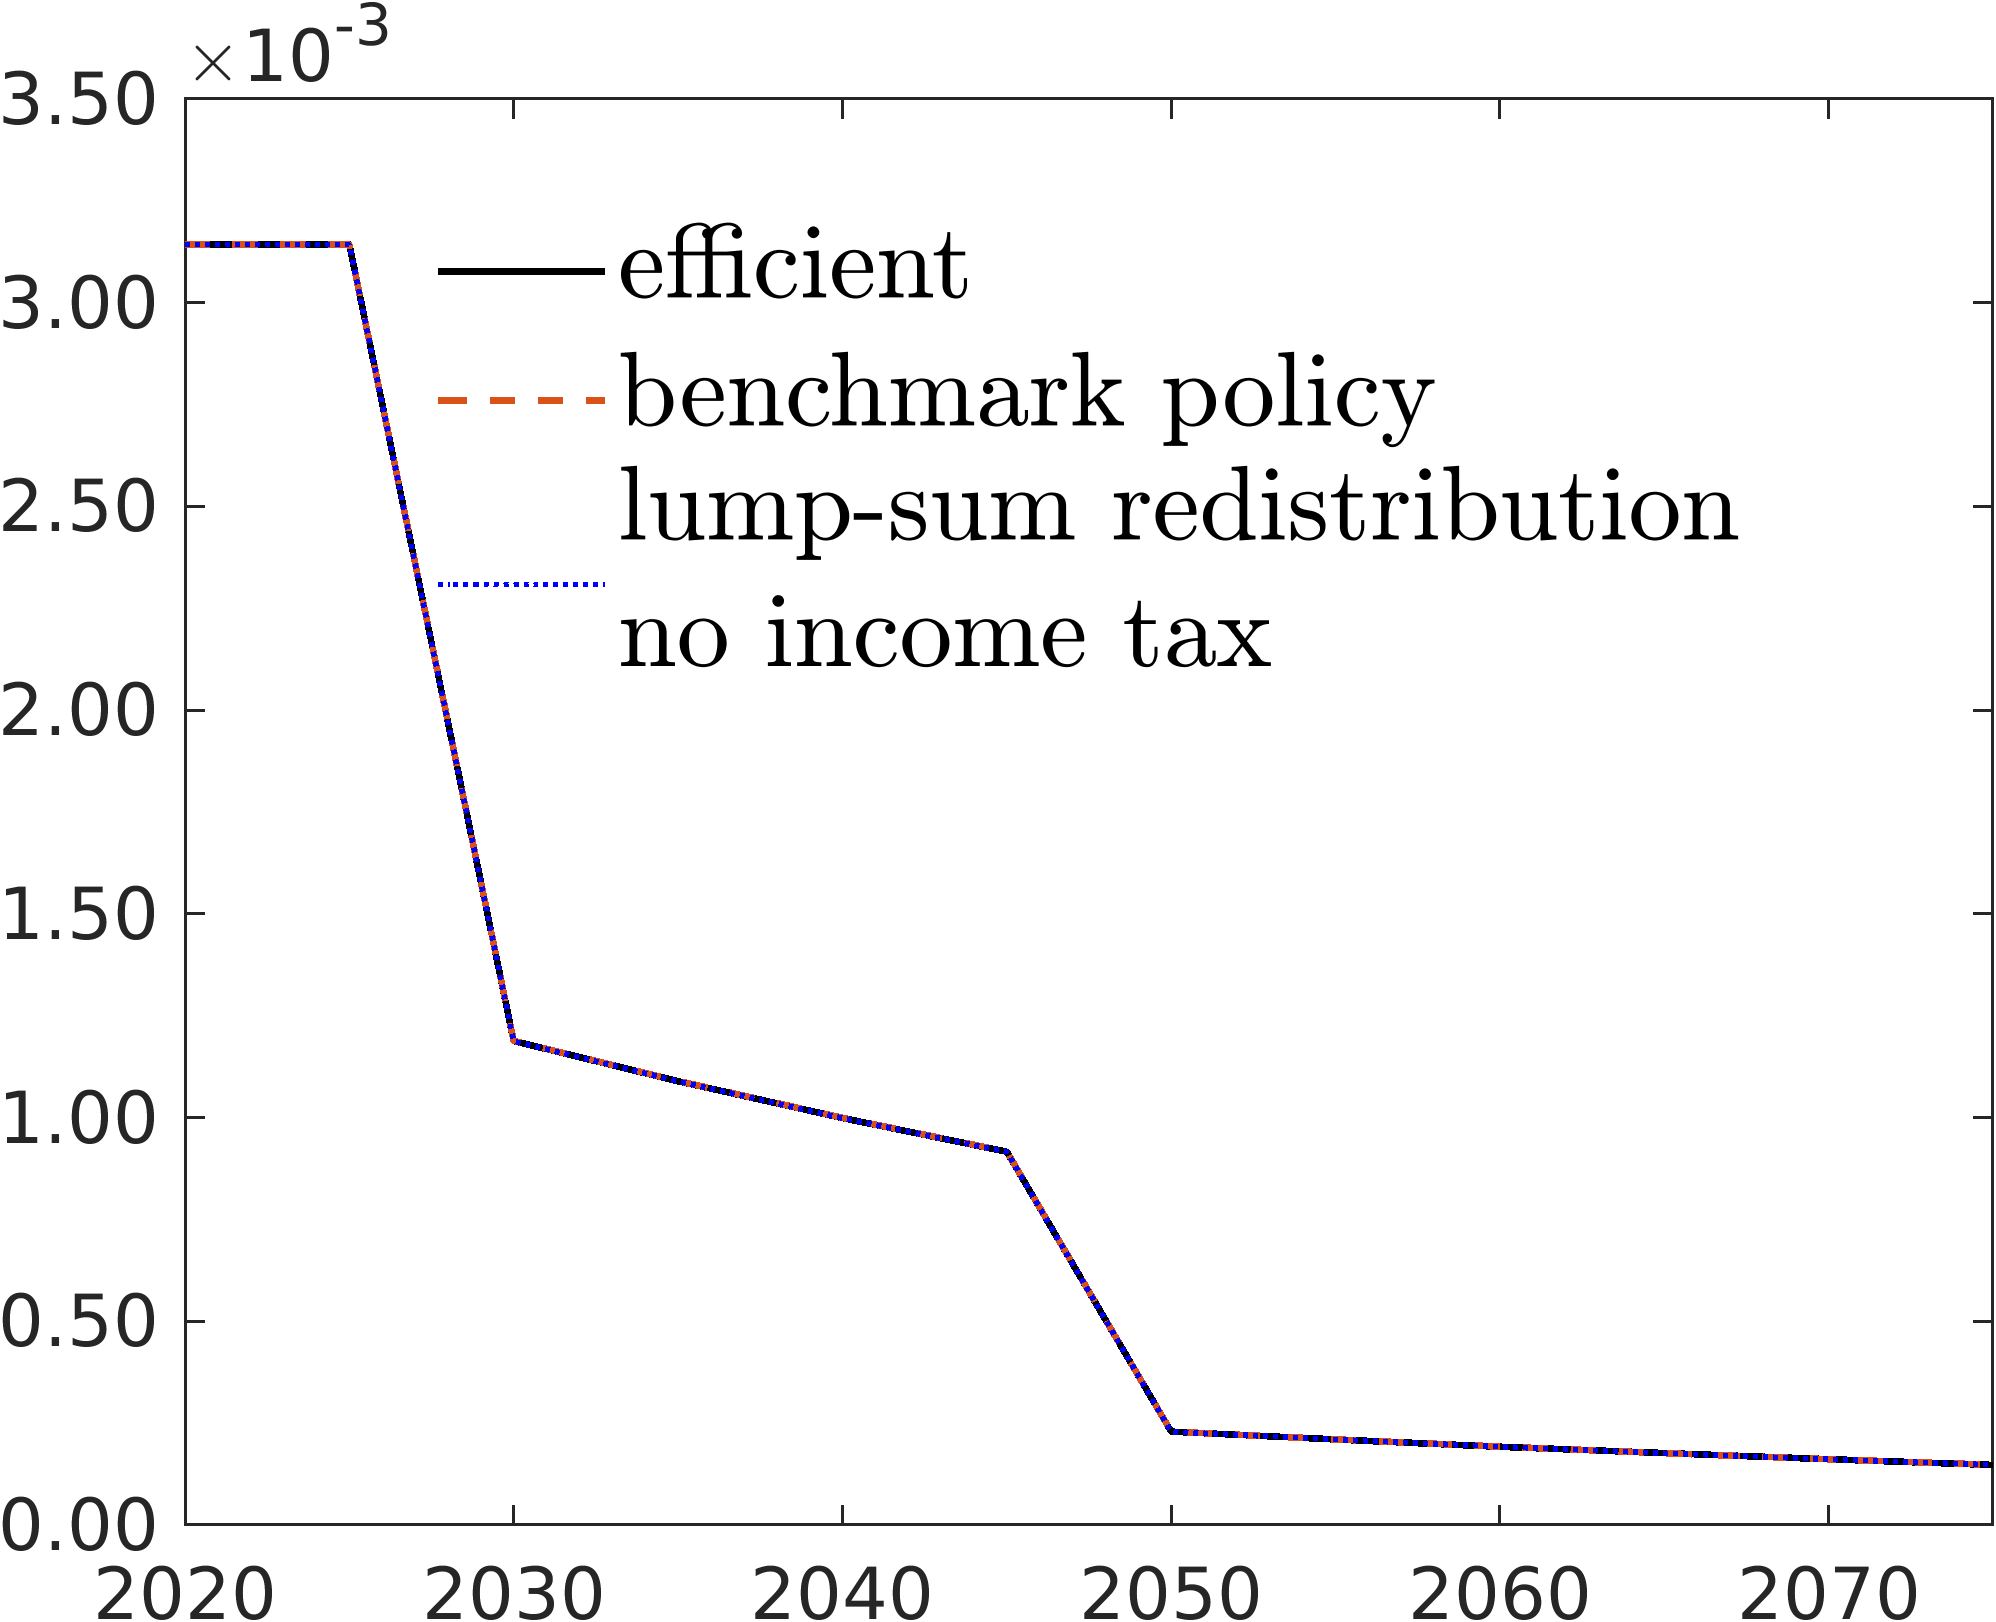 ×10-3
3.50
3.00
2.50
2.00
1.50
1.00
0.50
0.00
efficient
benchmark policy
lump-sum redistribution
no income tax
2020 2030 2040 2050 2060 2070